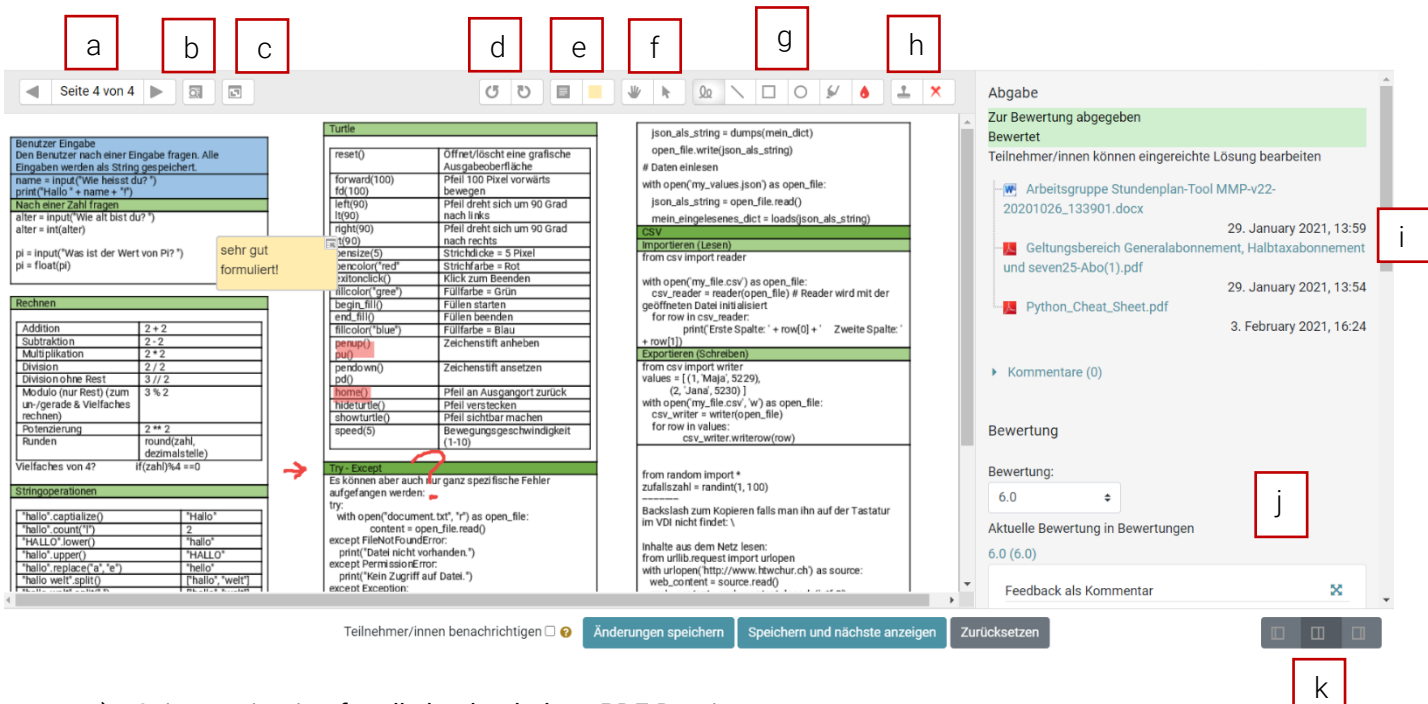 a
b
c
d
e
f
g
h
Seite 4 von 4
Benutzer Eingabe
Den Benutzer nach einer Eingabe fragen. Alle
Eingaben werden als String gespeichert.
name = input("Wie heisst du? ")
print("Hallo " + name + "!")
Nach einer Zahl fragen
alter = input("Wie alt bist du? ")
alter = int(alter)
pi = input("Was ist der Wert von Pi? ")
pi = float(pi)
sehr gut
formuliert!
Rechnen
Addition 2 + 2
Subtraktion 2 - 2
Multiplikation 2 * 2
Division 2 / 2
Division ohne Rest 3 // 2
Modulo (nur Rest) (zum 3 % 2
un-/gerade & Vielfaches
rechnen)
Potenzierung 2 ** 2
Runden round(zahl,
dezimalstelle)
Vielfaches von 4? if(zahl)%4 ==0
Stringoperationen
"hallo".captialize() "Hallo"
"hallo".count("l") 2
"HALLO".lower() "hallo"
"hallo".upper() "HALLO"
"hallo".replace("a", "e") "hello"
"hallo welt".split() ["hallo", "welt"]
Turtle
reset() Öffnet/löscht eine grafische
Ausgabeoberfläche
forward(100) Pfeil 100 Pixel vorwärts
fd(100) bewegen
left(90) Pfeil dreht sich um 90 Grad
lt(90) nach links
right(90) Pfeil dreht sich um 90 Grad
rt(90) nach rechts
pensize(5) Strichdicke = 5 Pixel
pencolor("red" Strichfarbe = Rot
exitonclick() Klick zum Beenden
fillcolor("gree") Füllfarbe = Grün
begin_fill() Füllen starten
end_fill() Füllen beenden
fillcolor("blue") Füllfarbe = Blau
penup() Zeichenstift anheben
pu()
pendown() Zeichenstift ansetzen
pd()
home() Pfeil an Ausgangort zurück
hideturtle() Pfeil verstecken
showturtle() Pfeil sichtbar machen
speed(5) Bewegungsgeschwindigkeit
(1-10)
?
Try - Except
Es können aber auch nur ganz spezifische Fehler
aufgefangen werden:
try:
with open("document.txt", "r") as open_file:
content = open_file.read()
except FileNotFoundError:
print("Datei nicht vorhanden.")
except PermissionError:
print("Kein Zugriff auf Datei.")
except Exception:
json_als_string = dumps(mein_dict)
open_file.write(json_als_string)
# Daten einlesen
with open('my_values.json') as open_file:
json_als_string = open_file.read()
mein_eingelesenes_dict = loads(json_als_string)
CSV
Importieren (Lesen)
from csv import reader
with open('my_file.csv') as open_file:
csv_reader = reader(open_file) # Reader wird mit der
geöffneten Datei initialisiert
for row in csv_reader:
print('Erste Spalte: ' + row[0] + ' Zweite Spalte: '
+ row[1])
Exportieren (Schreiben)
from csv import writer
values = [ (1, 'Maja', 5229),
(2, 'Jana', 5230) ]
with open('my_file.csv', 'w') as open_file:
csv_writer = writer(open_file)
for row in values:
csv_writer.writerow(row)
from random import *
zufallszahl = randint(1, 100)
----------
Backslash zum Kopieren falls man ihn auf der Tastatur
im VDI nicht findet: \
Inhalte aus dem Netz lesen:
from urllib.request import urlopen
with urlopen('http://www.htwchur.ch') as source:
web_content = source.read()
Abgabe
Zur Bewertung abgegeben
Bewertet
Teilnehmer/innen können eingereichte Lösung bearbeiten
Arbeitsgruppe Stundenplan-Tool MMP-v22-
20201026_133901.docx
29. January 2021, 13:59
Geltungsbereich Generalabonnement, Halbtaxabonnement
und seven25-Abo(1).pdf
29. January 2021, 13:54
Python_Cheat_Sheet.pdf
3. February 2021, 16:24
i
Kommentare (0)
Bewertung
Bewertung:
6.0
j
Aktuelle Bewertung in Bewertungen
6.0 (6.0)
Feedback als Kommentar
Teilnehmer/innen benachrichtigen
Änderungen speichern
Speichern und nächste anzeigen
Zurücksetzen
k